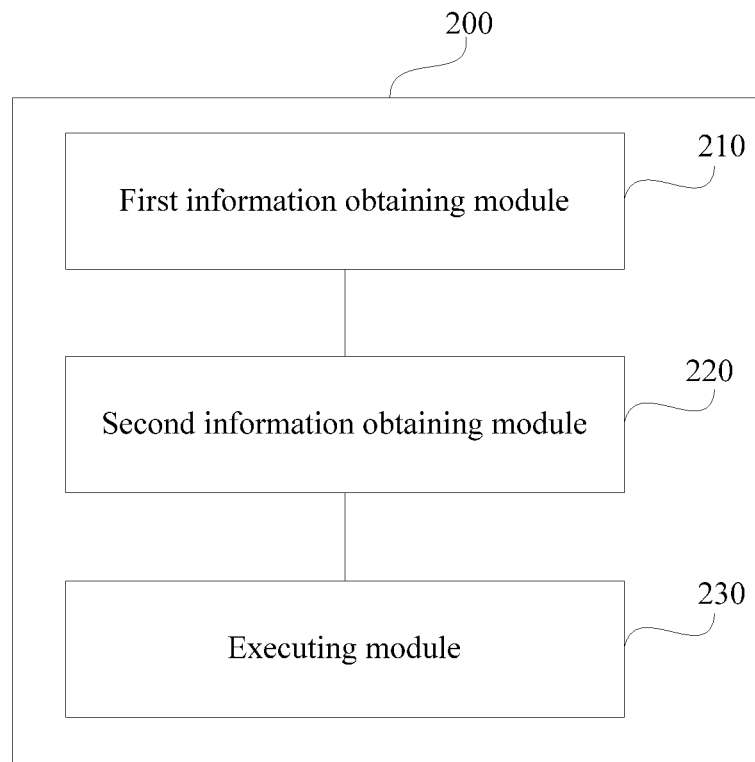 200
210
First information obtaining module
220
Second information obtaining module
230
Executing module